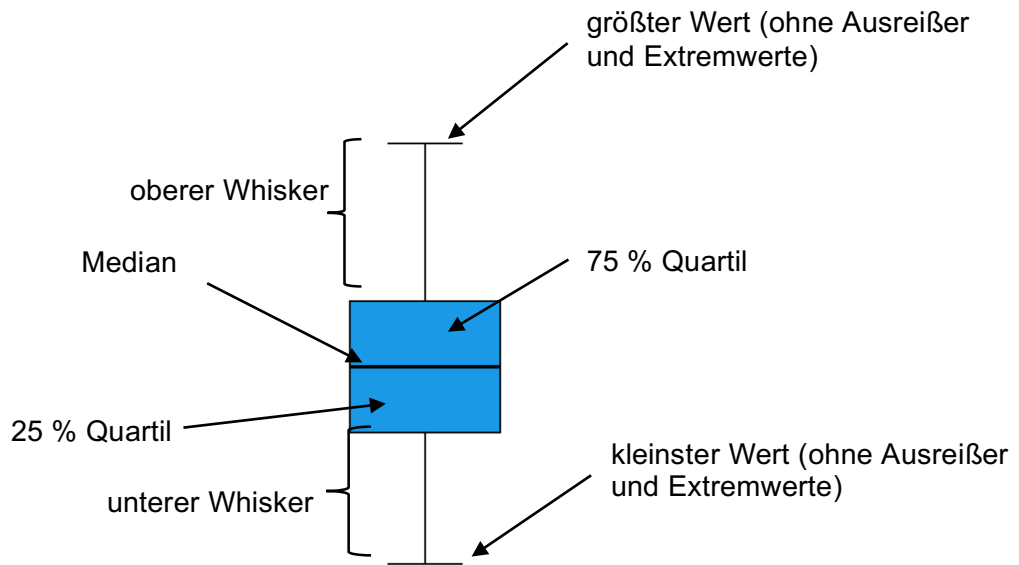 größter Wert (ohne Ausreißer
und Extremwerte)
oberer Whisker
Median
75 % Quartil
25 % Quartil
kleinster Wert (ohne Ausreißer
und Extremwerte)
unterer Whisker